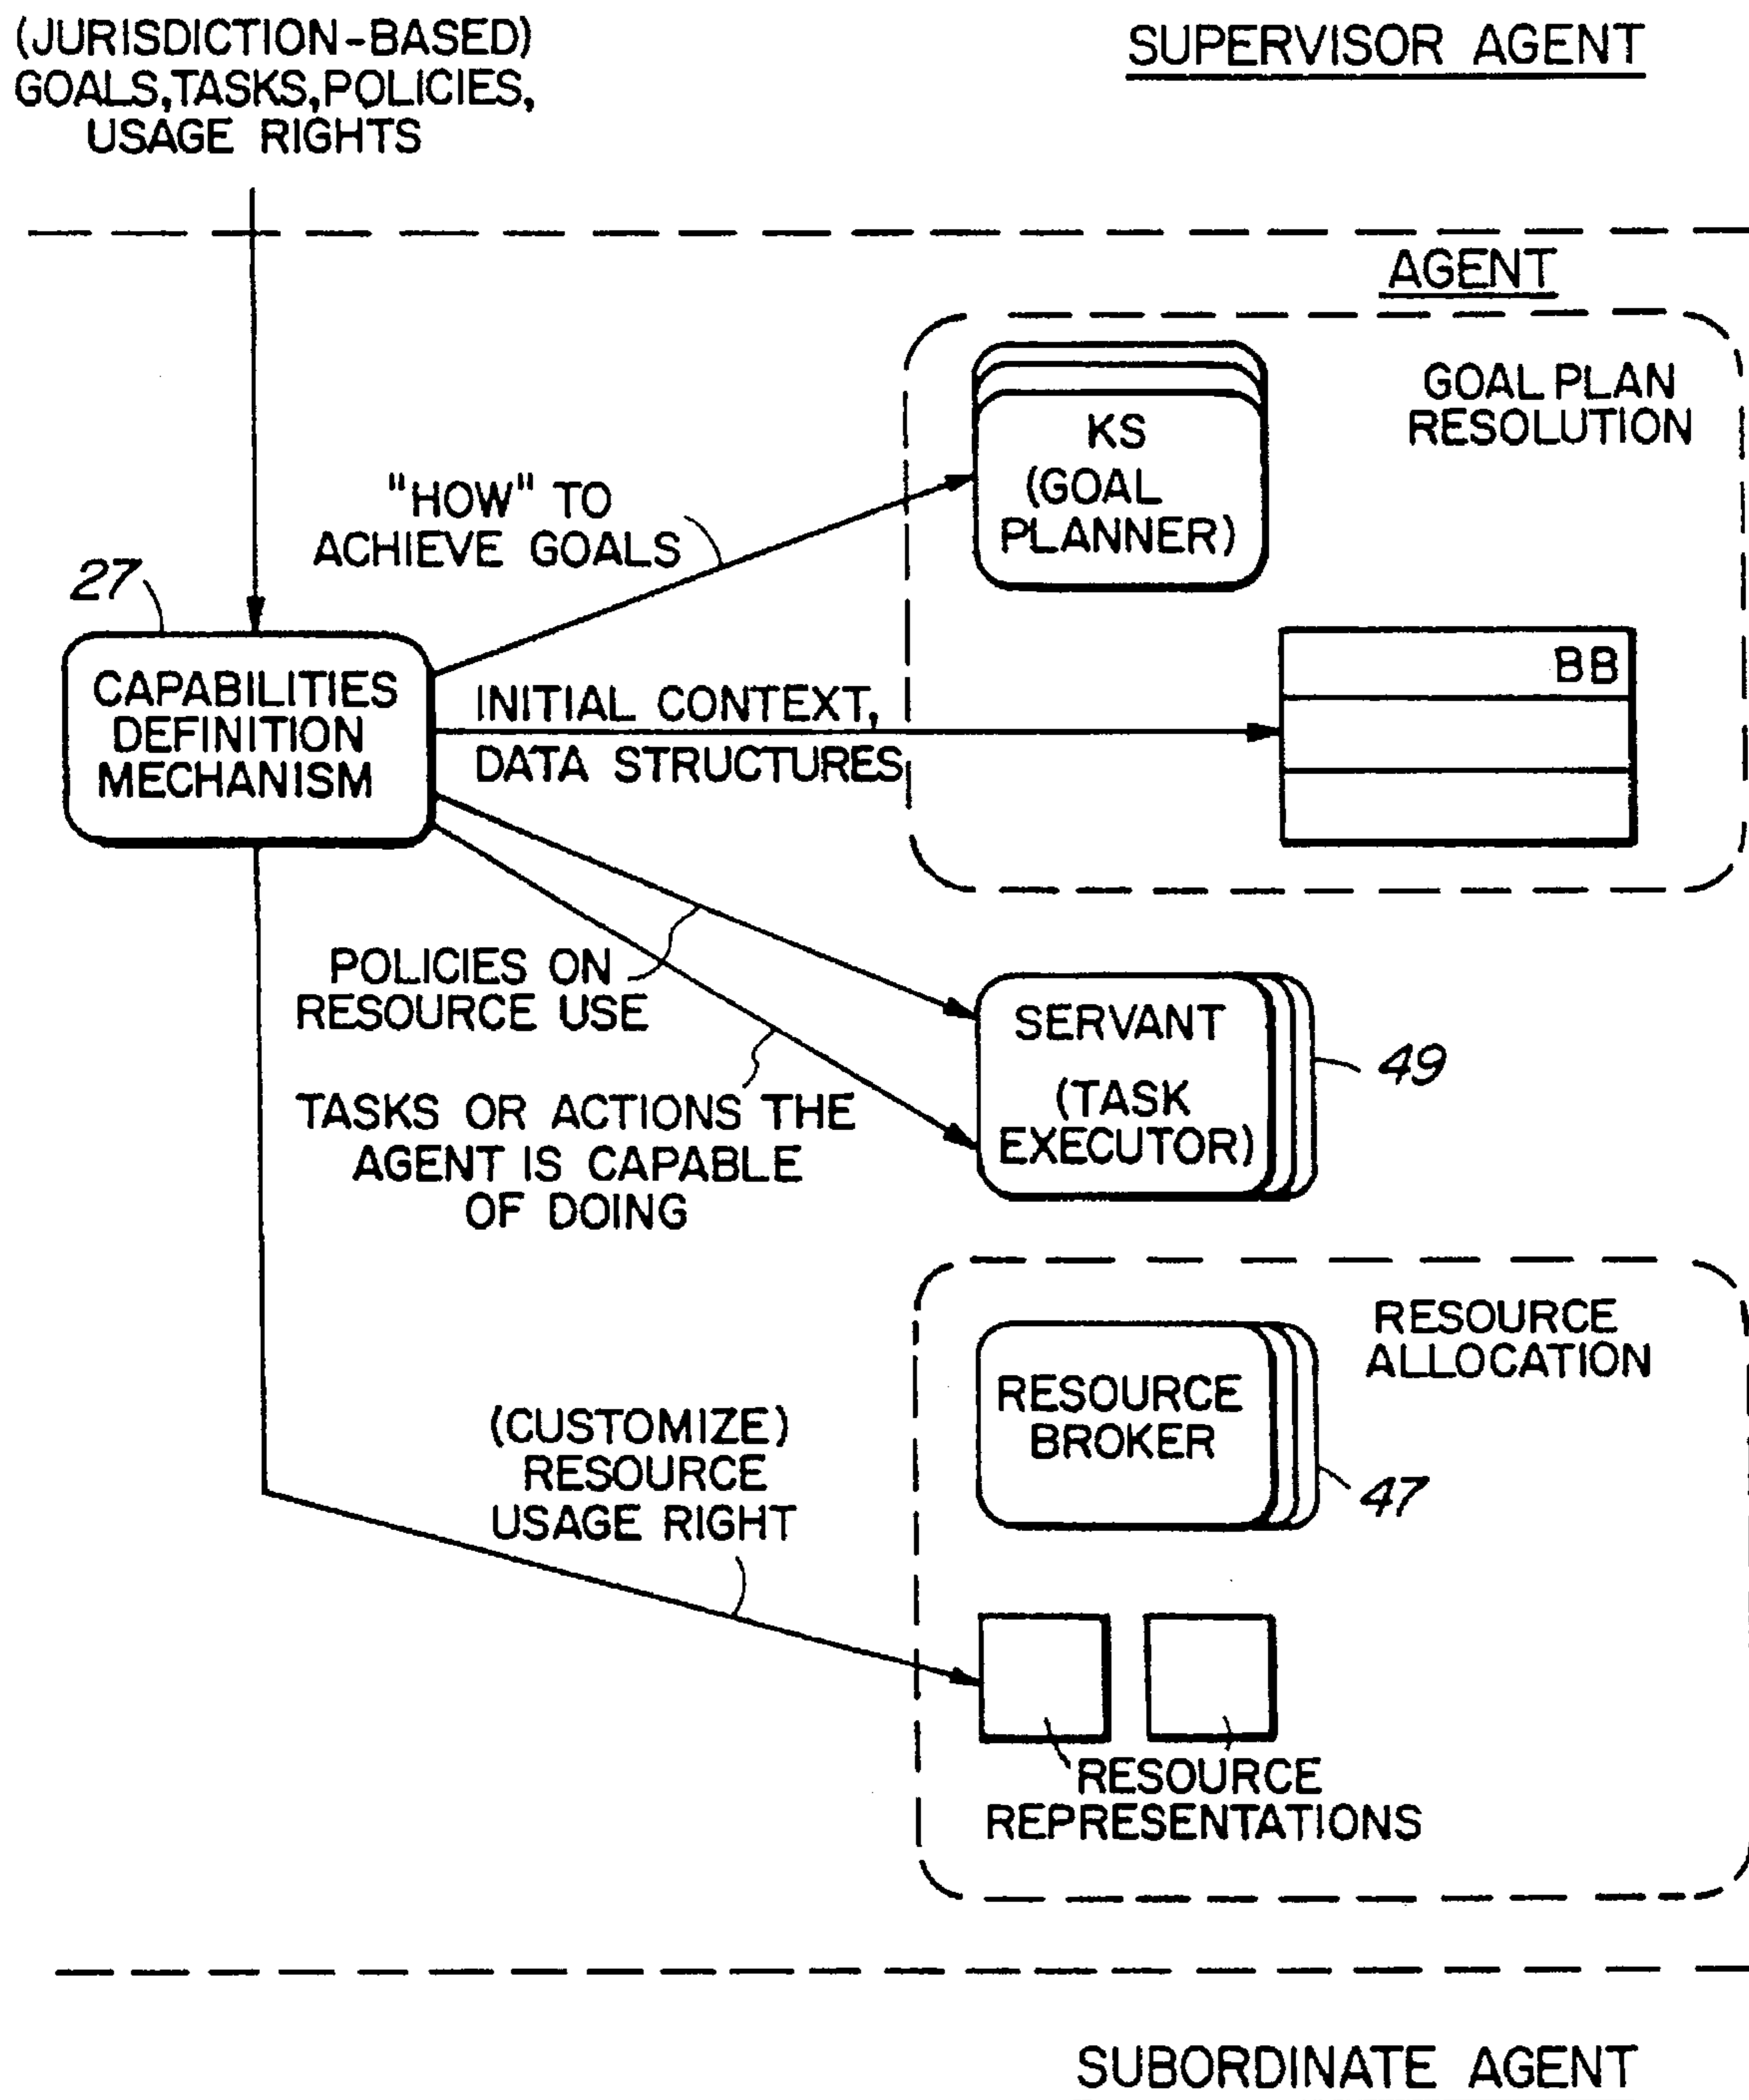 (JURISDICTION-BASED)
GOALS,TASKS,POLICIES,
USAGE RIGHTS
SUPERVISOR AGENT
AGENT
GOAL PLAN
RESOLUTION
KS
(GOAL
PLANNER)
"HOW" TO
ACHIEVE GOALS
27
CAPABILITIES
DEFINITION
MECHANISM
INITIAL CONTEXT,
DATA STRUCTURES
BB
POLICIES ON
RESOURCE USE
SERVANT
(TASK
EXECUTOR)
49
TASKS OR ACTIONS THE
AGENT IS CAPABLE
OF DOING
RESOURCE
ALLOCATION
RESOURCE
BROKER
47
(CUSTOMIZE)
RESOURCE
USAGE RIGHT
RESOURCE
REPRESENTATIONS
SUBORDINATE AGENT